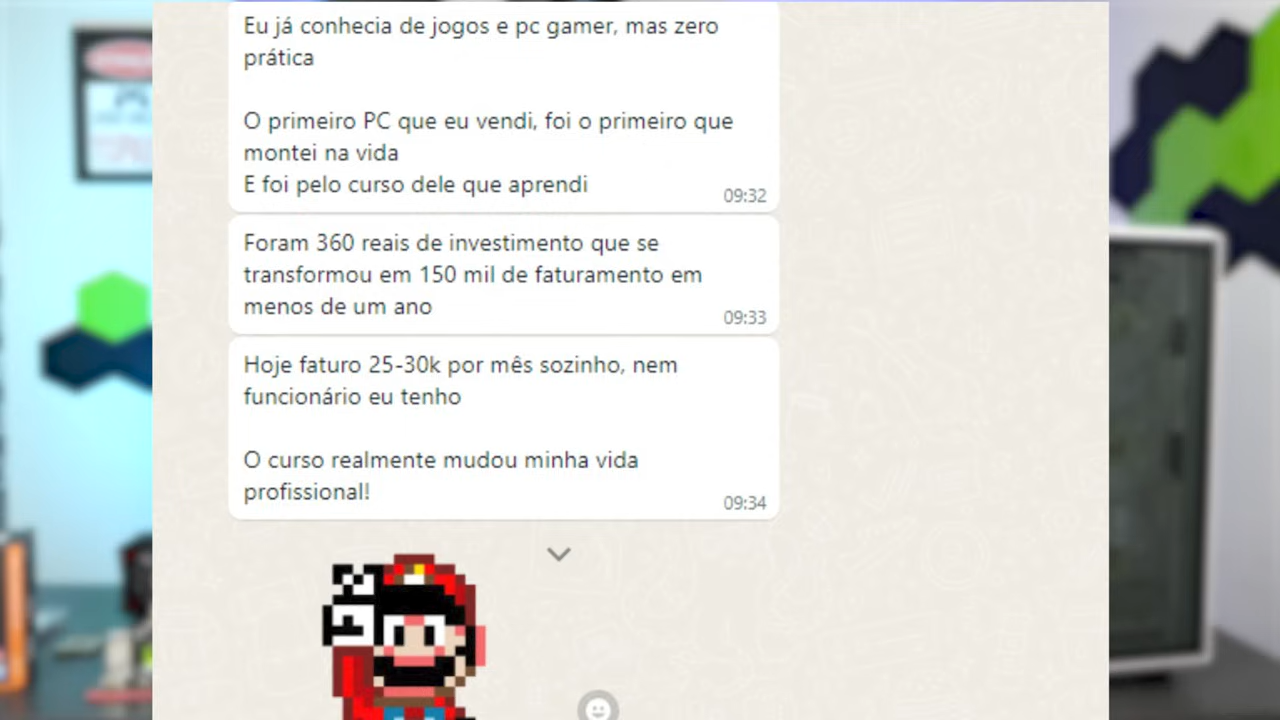 Eu já conhecia de jogos e pc gamer, mas zero
prática
O primeiro PC que eu vendi, foi o primeiro que
montei na vida
E foi pelo curso dele que aprendi
09:32
Foram 360 reais de investimento que se
transformou em 150 mil de faturamento em
menos de um ano
09:33
Hoje faturo 25-30k por mês sozinho, nem
funcionário eu tenho
O curso realmente mudou minha vida
profissional!
09:34